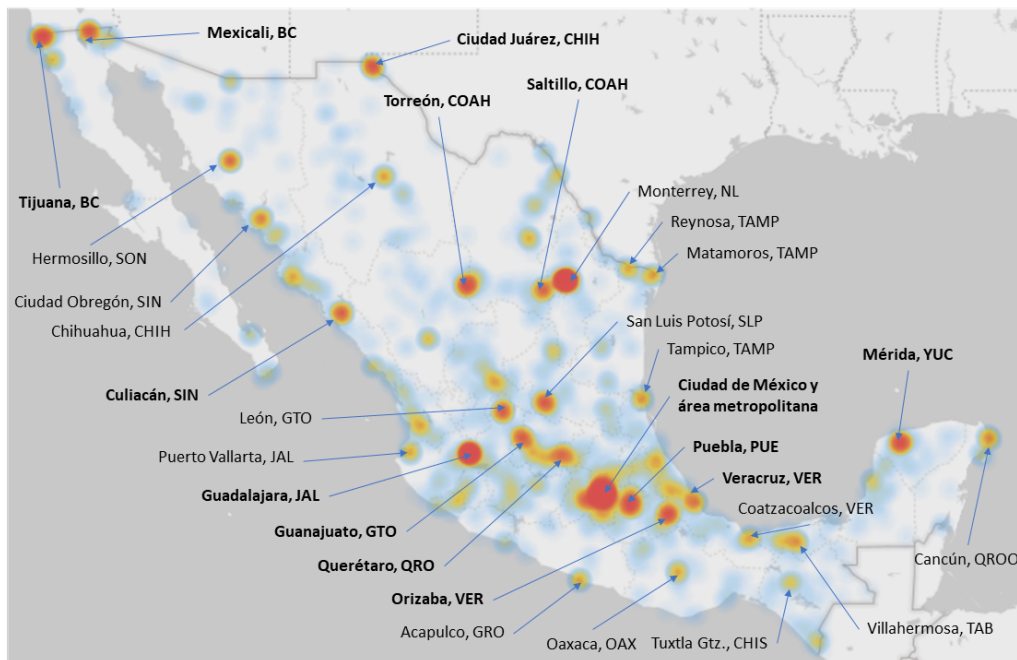 Mexicali, BC
Ciudad Juárez, CHIH
Saltillo, COAH
Torreón, COAH
Monterrey, NL
Tijuana, BC
Reynosa, TAMP
Matamoros, TAMP
Hermosillo, SON
Ciudad Obregón, SIN
Chihuahua, CHIH
San Luis Potosí, SLP
Tampico, TAMP
Mérida, YUC
Culiacán, SIN
Ciudad de México y
área metropolitana
León, GTO
Puebla, PUE
Puerto Vallarta, JAL
Veracruz, VER
Guadalajara, JAL
Coatzacoalcos, VER
Guanajuato, GTO
Cancún, QROO
Querétaro, QRO
Orizaba, VER
Acapulco, GRO
Villahermosa, TAB
Oaxaca, OAX
Tuxtla Gtz., CHIS